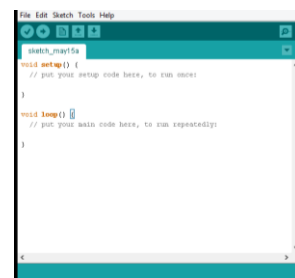 File Edit Sketch Tools Help
sketch_may15a
void setup() {
// put your setup code here, to run once:
}
void loop() {
// put your main code here, to run repeatedly:
}